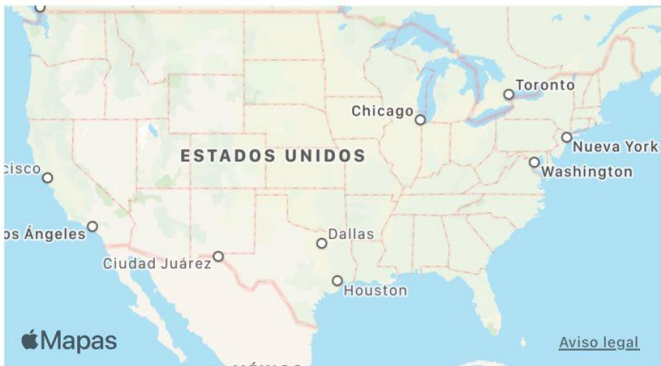 Toronto
Chicago
Nueva York
ESTADOS UNIDOS
Washington
cisco
os Ángeles
Dallas
Ciudad Juárez
Houston
Mapas
Aviso legal